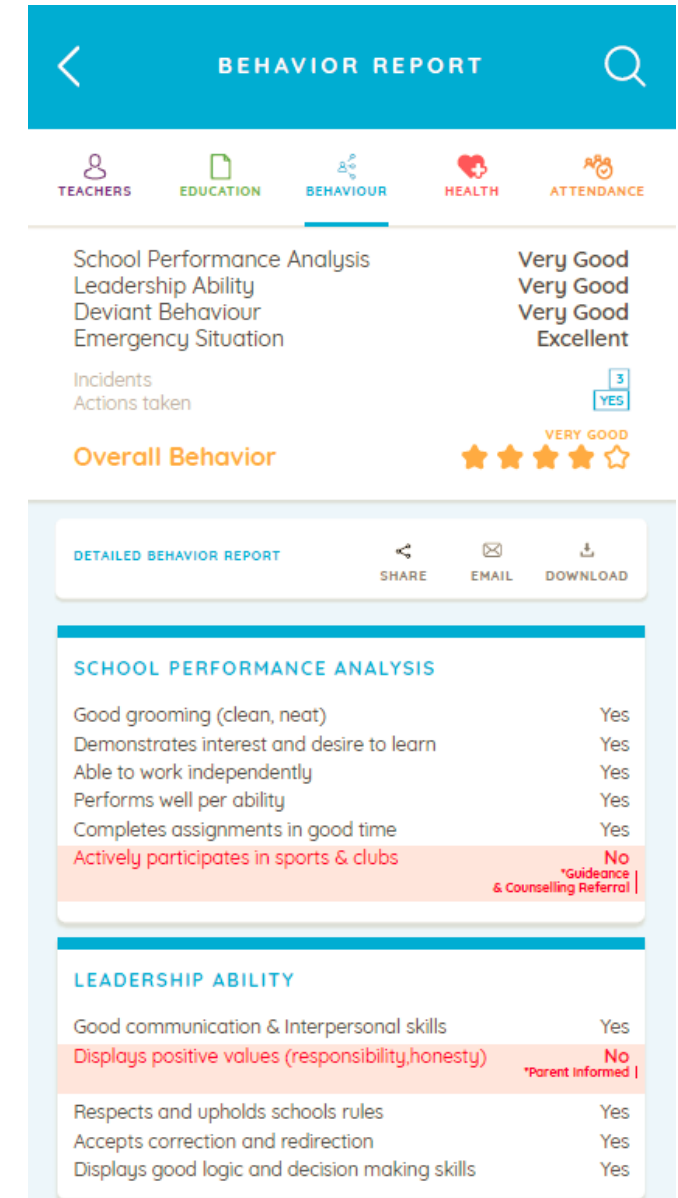 BEHAVIOR REPORT
TEACHERS EDUCATION BEHAVIOUR HEALTH ATTENDANCE
School Performance Analysis Very Good
Leadership Ability Very Good
Deviant Behaviour Very Good
Emergency Situation Excellent
Incidents 3
Actions taken YES
VERY GOOD
Overall Behavior
DETAILED BEHAVIOR REPORT SHARE EMAIL DOWNLOAD
SCHOOL PERFORMANCE ANALYSIS
Good grooming (clean, neat) Yes
Demonstrates interest and desire to learn Yes
Able to work independently Yes
Performs well per ability Yes
Completes assignments in good time Yes
Actively participates in sports & clubs No
*Guideance
& Counselling Referral
LEADERSHIP ABILITY
Good communication & Interpersonal skills Yes
Displays positive values (responsibility,honesty) No
*Parent Informed
Respects and upholds schools rules Yes
Accepts correction and redirection Yes
Displays good logic and decision making skills Yes